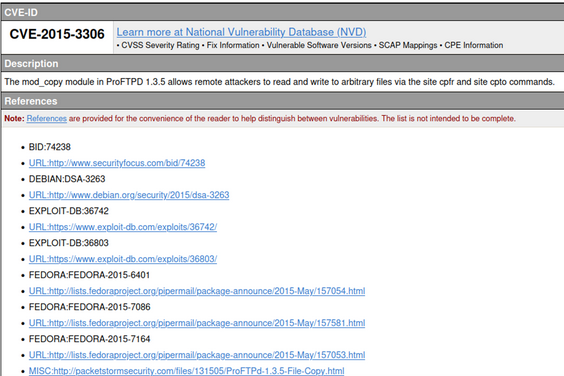 CVE-ID
CVE-2015-3306
Learn more at National Vulnerability Database (NVD)
• CVSS Severity Rating • Fix Information • Vulnerable Software Versions • SCAP Mappings • CPE Information
Description
The mod_copy module in ProFTPD 1.3.5 allows remote attackers to read and write to arbitrary files via the site cpfr and site cpto commands.
References
Note: References are provided for the convenience of the reader to help distinguish between vulnerabilities. The list is not intended to be complete.
• BID:74238
• URL:http://www.securityfocus.com/bid/74238
• DEBIAN:DSA-3263
• URL:http://www.debian.org/security/2015/dsa-3263
• EXPLOIT-DB:36742
• URL:https://www.exploit-db.com/exploits/36742/
• EXPLOIT-DB:36803
• URL:https://www.exploit-db.com/exploits/36803/
• FEDORA:FEDORA-2015-6401
• URL:http://lists.fedoraproject.org/pipermail/package-announce/2015-May/157054.html
• FEDORA:FEDORA-2015-7086
• URL:http://lists.fedoraproject.org/pipermail/package-announce/2015-May/157581.html
• FEDORA:FEDORA-2015-7164
• URL:http://lists.fedoraproject.org/pipermail/package-announce/2015-May/157053.html
• MISC:http://packetstormsecurity.com/files/131505/ProFTPd-1.3.5-File-Copy.html